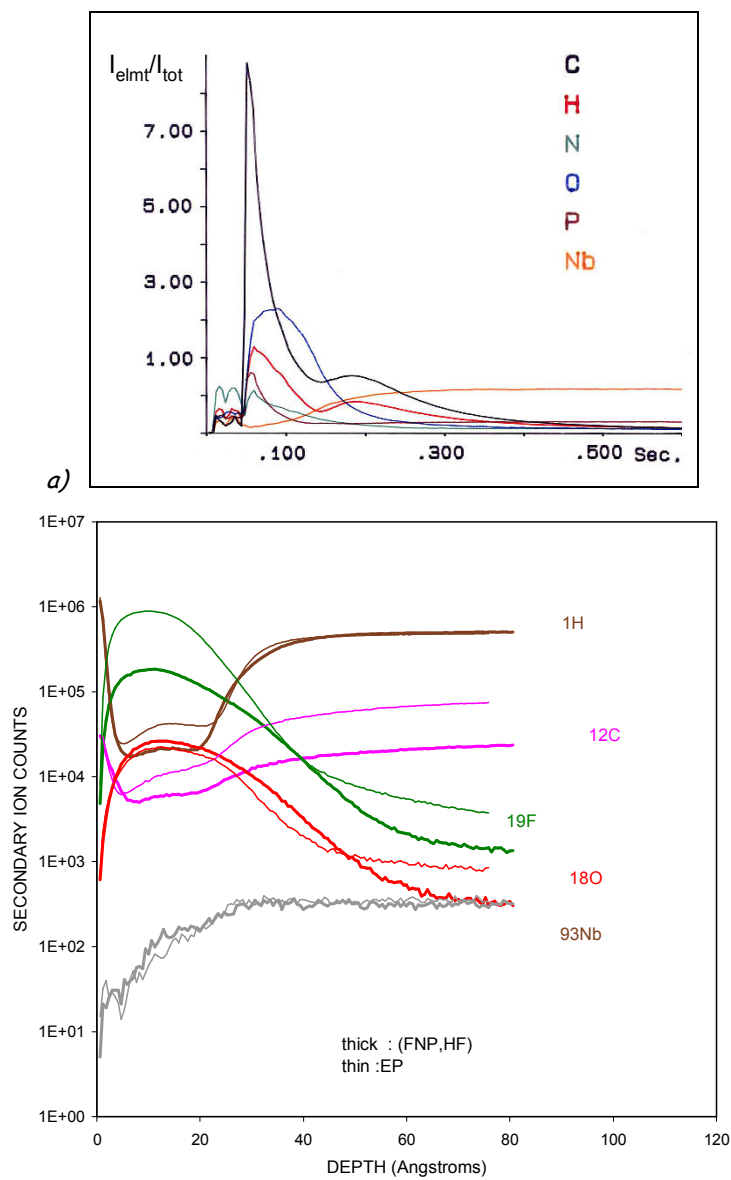 I_elmt/I_tot
C
H
N
O
P
Nb
7.00
5.00
3.00
1.00
.100 .300 .500 Sec.
a)
1E+07
1E+06
1E+05
1E+04
1E+03
1E+02
1E+01
1E+00
SECONDARY ION COUNTS
1H
12C
19F
18O
93Nb
thick : (FNP,HF)
thin :EP
0 20 40 60 80 100 120
DEPTH (Angstroms)